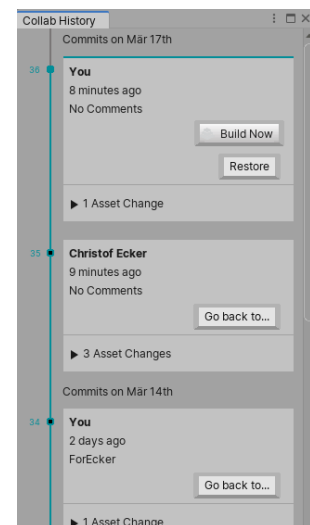 Collab History
Commits on Mär 17th
36
You
8 minutes ago
No Comments
Build Now
Restore
1 Asset Change
35
Christof Ecker
9 minutes ago
No Comments
Go back to...
3 Asset Changes
Commits on Mär 14th
34
You
2 days ago
ForEcker
Go back to...
1 Asset Change